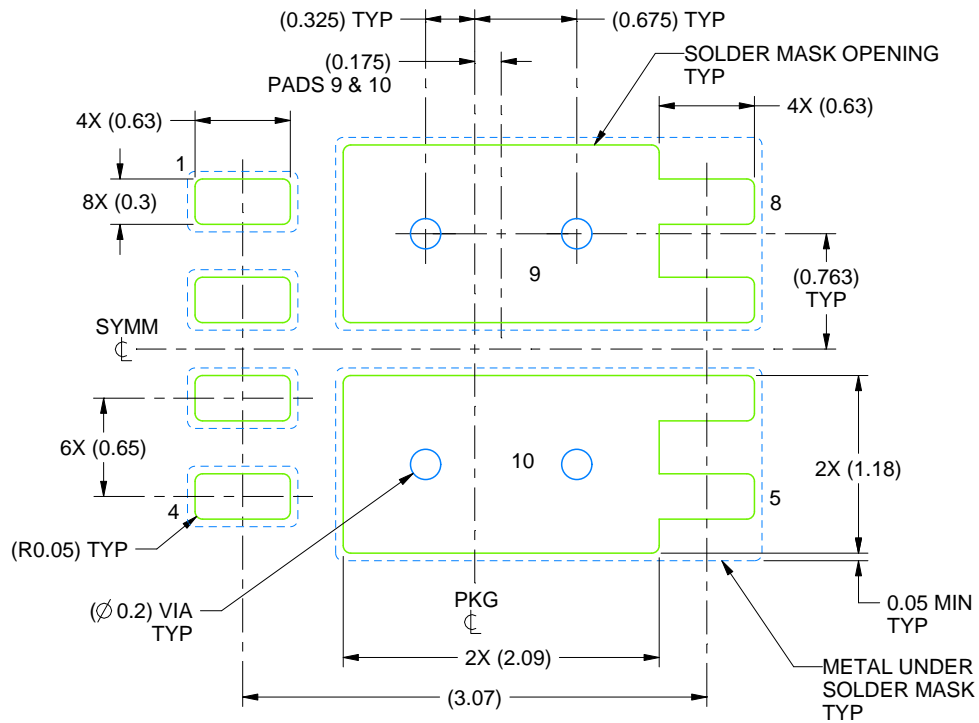 (0.325) TYP
(0.675) TYP
(0.175)
PADS 9 & 10
SOLDER MASK OPENING
TYP
4X (0.63)
4X (0.63)
1
8X (0.3)
8
(0.763)
TYP
9
SYMM
℄
6X (0.65)
10
2X (1.18)
4
5
(R0.05) TYP
(∅ 0.2) VIA
TYP
PKG
℄
0.05 MIN
TYP
2X (2.09)
METAL UNDER
SOLDER MASK
TYP
(3.07)